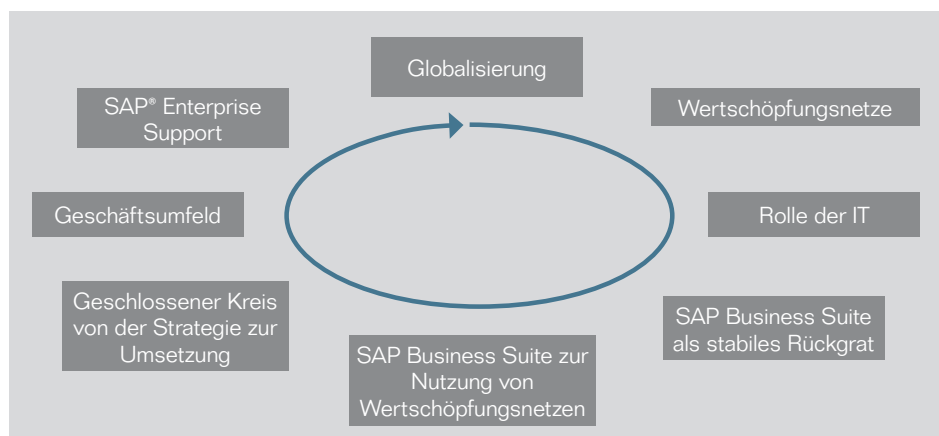 Globalisierung
Wertschöpfungsnetze
Rolle der IT
SAP Business Suite
als stabiles Rückgrat
SAP Business Suite zur
Nutzung von
Wertschöpfungsnetzen
Geschlossener Kreis
von der Strategie zur
Umsetzung
Geschäftsumfeld
SAP® Enterprise
Support